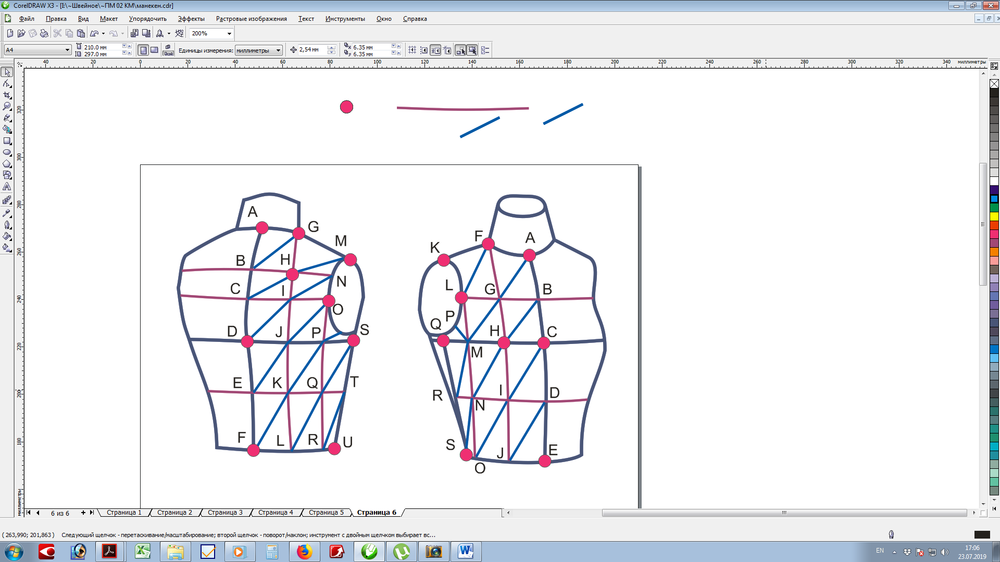 CorelDRAW X3 - [I:\~Швейное\~ПМ 02 КМ\манекен.cdr]
Файл Правка Вид Макет Упорядочить Эффекты Растровые изображения Текст Инструменты Окно Справка
200%
A4 210.0 мм 297.0 мм Единицы измерения: миллиметры 2,54 мм 6.35 мм 6.35 мм
40 20 0 20 40 60 80 100 120 140 160 180 200 220 240 260 280 300 320 340 миллиметры
320
300
280
260
240
220
200
180
миллиметры
A
G
M
B
H
C
I
N
O
D
J
P
S
E
K
Q
T
F
L
R
U
F
A
K
L
G
B
P
Q
H
C
M
R
I
D
N
S
J
E
O
6 из 6 Страница 1 Страница 2 Страница 3 Страница 4 Страница 5 Страница 6
( 263,990; 201,863 ) Следующий щелчок - перетаскивание/масштабирование; второй щелчок - поворот/наклон; инструмент с двойным щелчком выбирает вс...
EN
17:06
23.07.2019